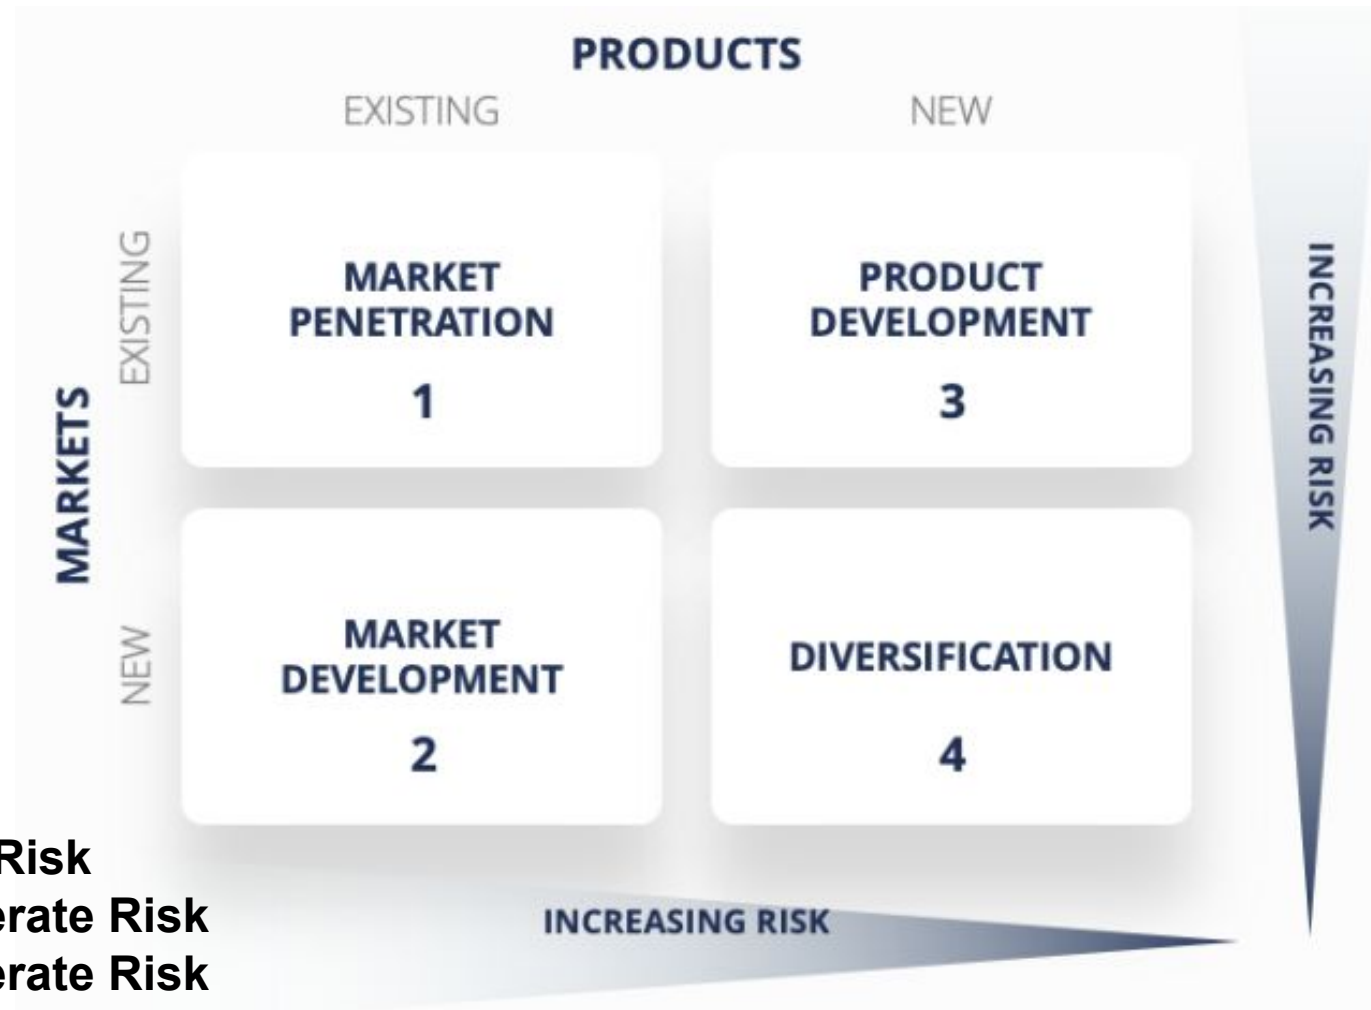 PRODUCTS
EXISTING
NEW
MARKETS
EXISTING
MARKET
PENETRATION
1
PRODUCT
DEVELOPMENT
3
NEW
MARKET
DEVELOPMENT
2
DIVERSIFICATION
4
INCREASING RISK
INCREASING RISK
Risk
Risk
Risk